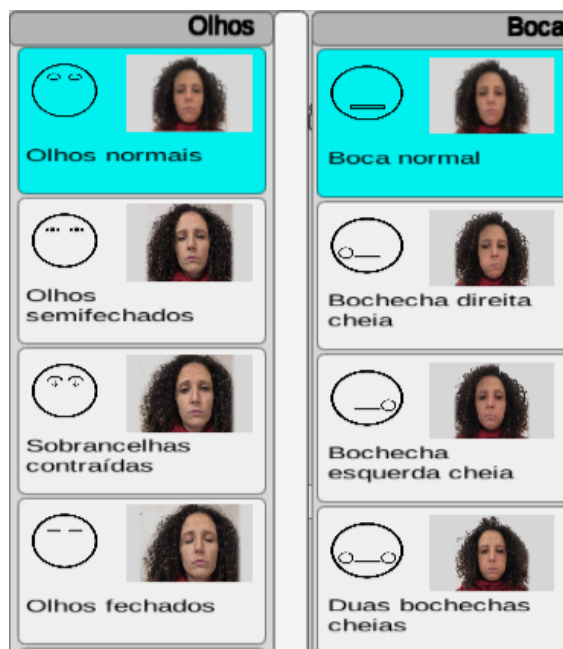 Olhos
Olhos normais
Olhos
semifechados
Sobrancelhas
contraídas
Olhos fechados
Boca
Boca normal
Bochecha direita
cheia
Bochecha
esquerda cheia
Duas bochechas
cheias